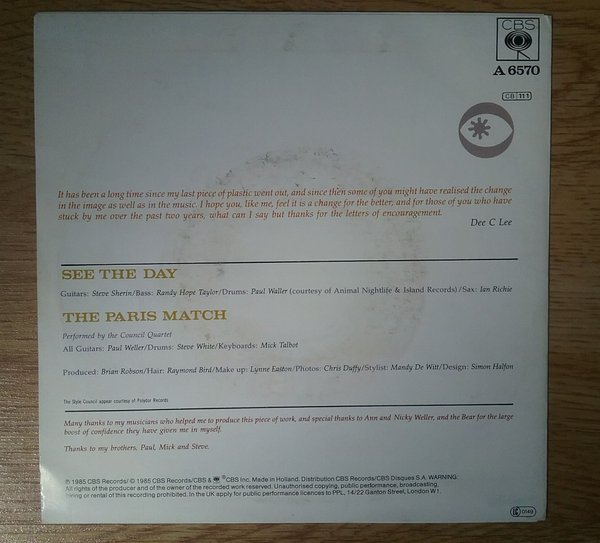 CBS
A 6570
CB 111
It has been a long time since my last piece of plastic went out, and since then some of you might have realised the change
in the image as well as in the music. I hope you, like me, feel it is a change for the better; and for those of you who have
stuck by me over the past two years, what can I say but thanks for the letters of encouragement.
Dee C Lee
SEE THE DAY
Guitars: Steve Sherin/Bass: Randy Hope Taylor/Drums: Paul Waller (courtesy of Animal Nightlife & Island Records)/Sax: Ian Richie
THE PARIS MATCH
Performed by the Council Quartet
All Guitars: Paul Weller/Drums: Steve White/Keyboards: Mick Talbot
Produced: Brian Robson/Hair: Raymond Bird/Make up: Lynne Easton/Photos: Chris Duffy/Stylist: Mandy De Witt/Design: Simon Halfon
The Style Council appear courtesy of Polydor Records
Many thanks to my musicians who helped me to produce this piece of work, and special thanks to Ann and Nicky Weller, and the Bear for the large
boost of confidence they have given me in myself.
Thanks to my brothers, Paul, Mick and Steve.
℗ 1985 CBS Records/© 1985 CBS Records/CBS & ®CBS Inc. Made in Holland. Distribution CBS Records/CBS Disques S.A. WARNING:
All rights of the producer and of the owner of the recorded work reserved. Unauthorised copying, public performance, broadcasting,
hiring or rental of this recording prohibited. In the UK apply for public performance licences to PPL, 14/22 Ganton Street, London W1.
0149